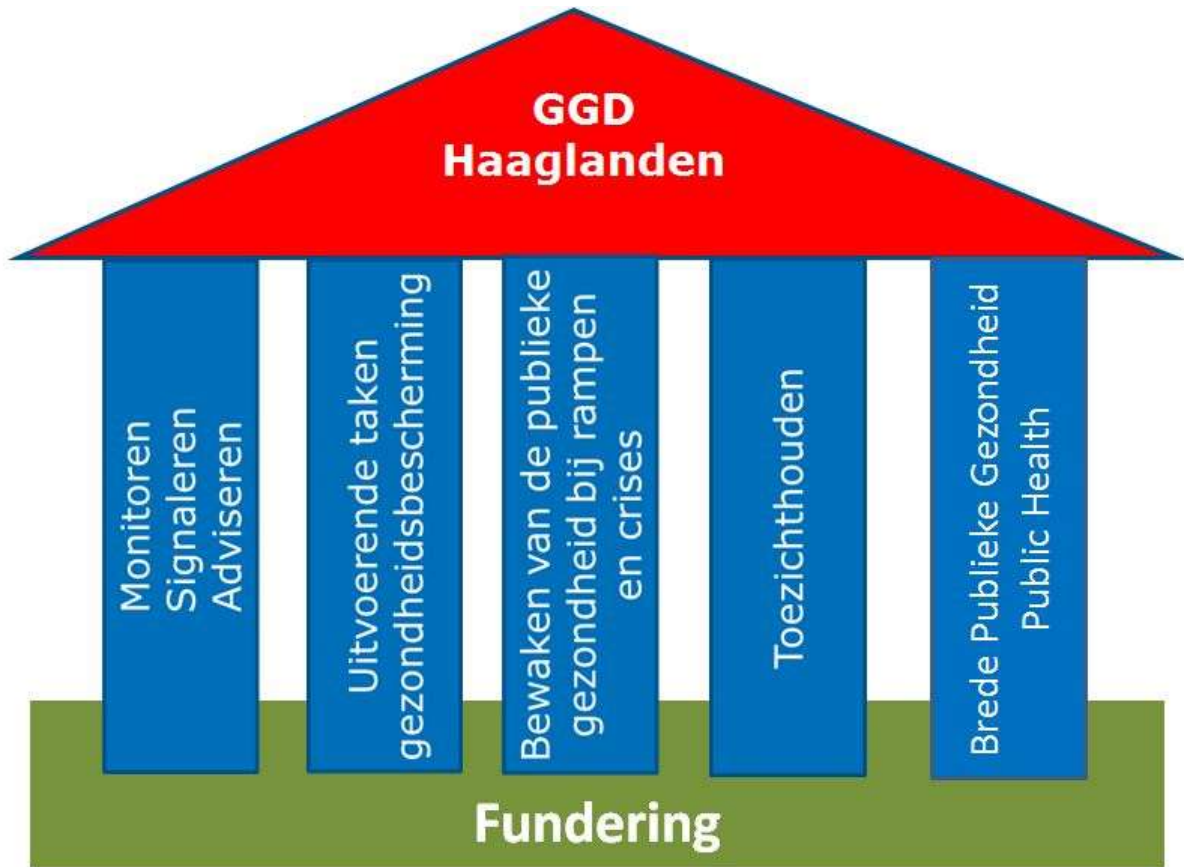 GGD
Haaglanden
Monitoren
Signaleren
Adviseren
Uitvoerende taken
gezondheidsbescherming
Bewaken van de publieke
gezondheid bij rampen
en crises
Toezichthouden
Brede Publieke Gezondheid
Public Health
Fundering